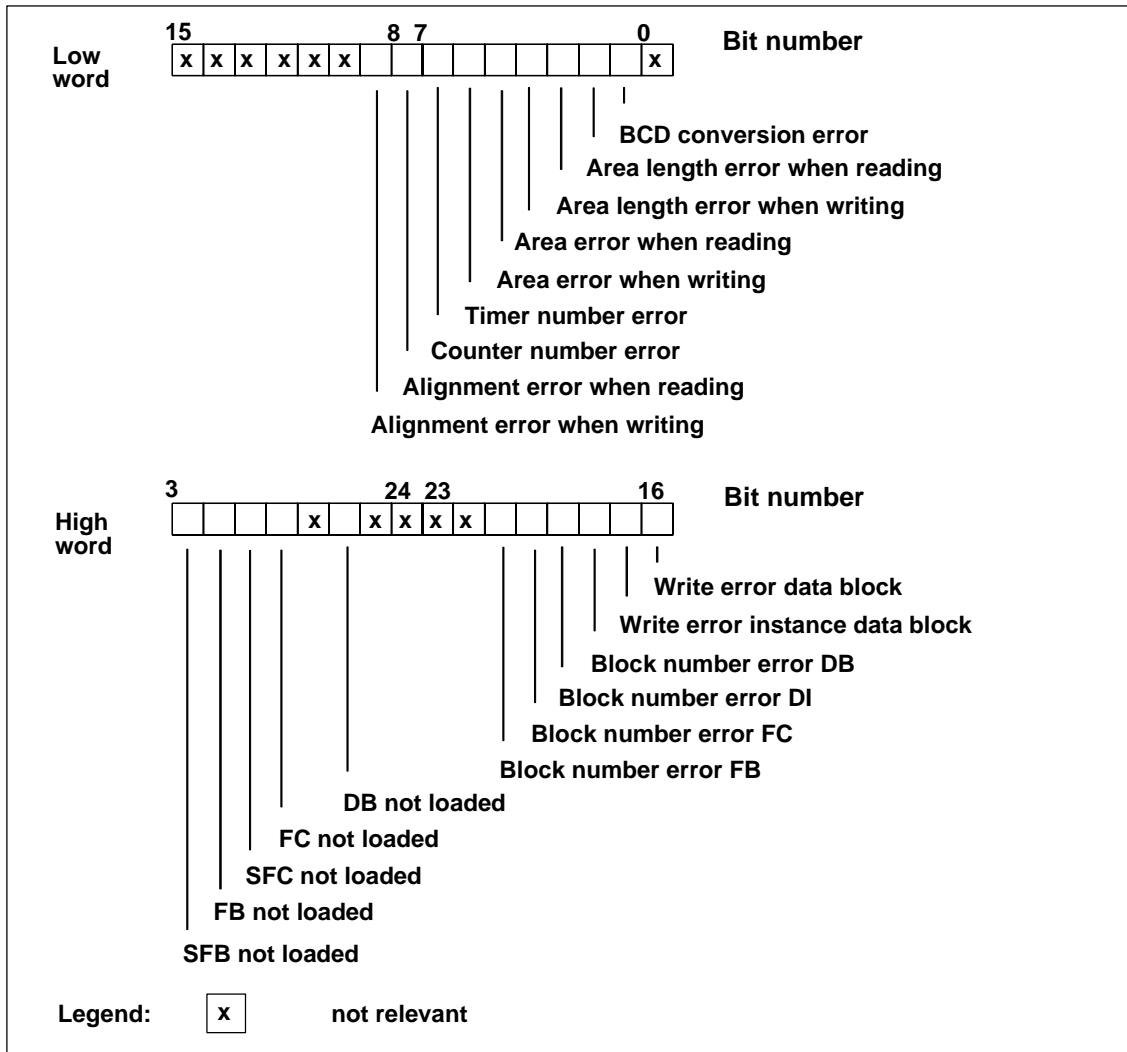 15 8 7 0 Bit number
Low word x x x x x x x
BCD conversion error
Area length error when reading
Area length error when writing
Area error when reading
Area error when writing
Timer number error
Counter number error
Alignment error when reading
Alignment error when writing
3 24 23 16 Bit number
High word x x x x x
Write error data block
Write error instance data block
Block number error DB
Block number error DI
Block number error FC
Block number error FB
DB not loaded
FC not loaded
SFC not loaded
FB not loaded
SFB not loaded
Legend: x not relevant